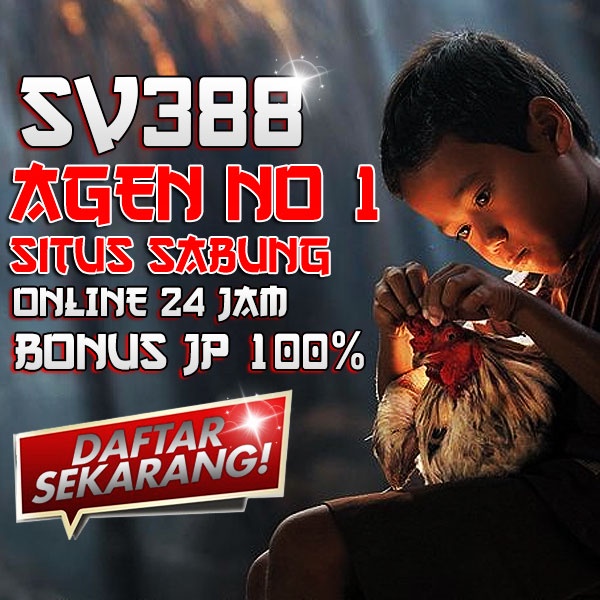 SV388
AGEN NO 1
SITUS SABUNG
ONLINE 24 JAM
BONUS JP 100%
DAFTAR
SEKARANG!